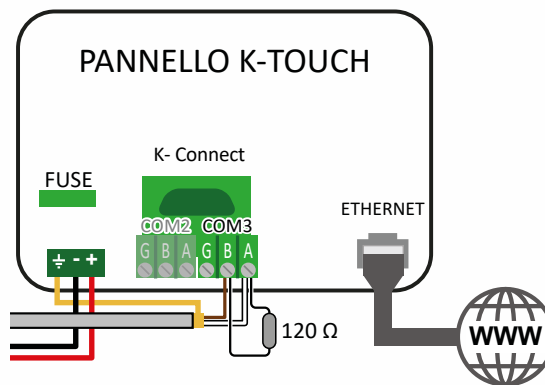 PANNELLO K-TOUCH
K- Connect
FUSE
COM2 COM3
ETHERNET
G B A G B A
- +
120 Ω
WWW